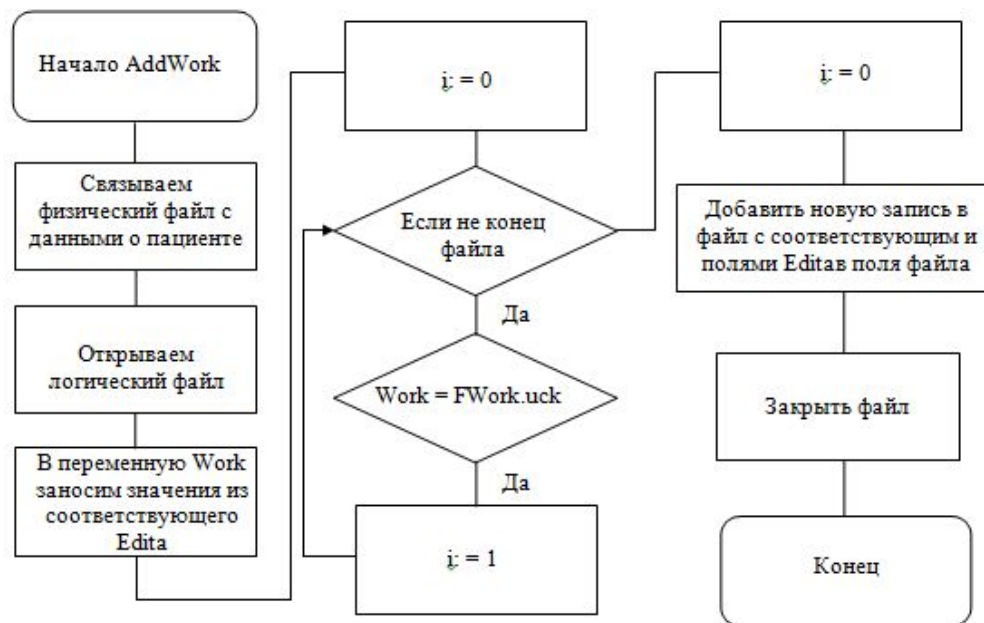 Начало AddWork
Связываем
физический файл с
данными о пациенте
Открываем
логический файл
В переменную Work
заносим значения из
соответствующего
Edita
i: = 0
Если не конец
файла
Да
Work = FWork.uck
Да
i: = 1
i: = 0
Добавить новую запись в
файл с соответствующим и
полями Editaв поля файла
Закрыть файл
Конец